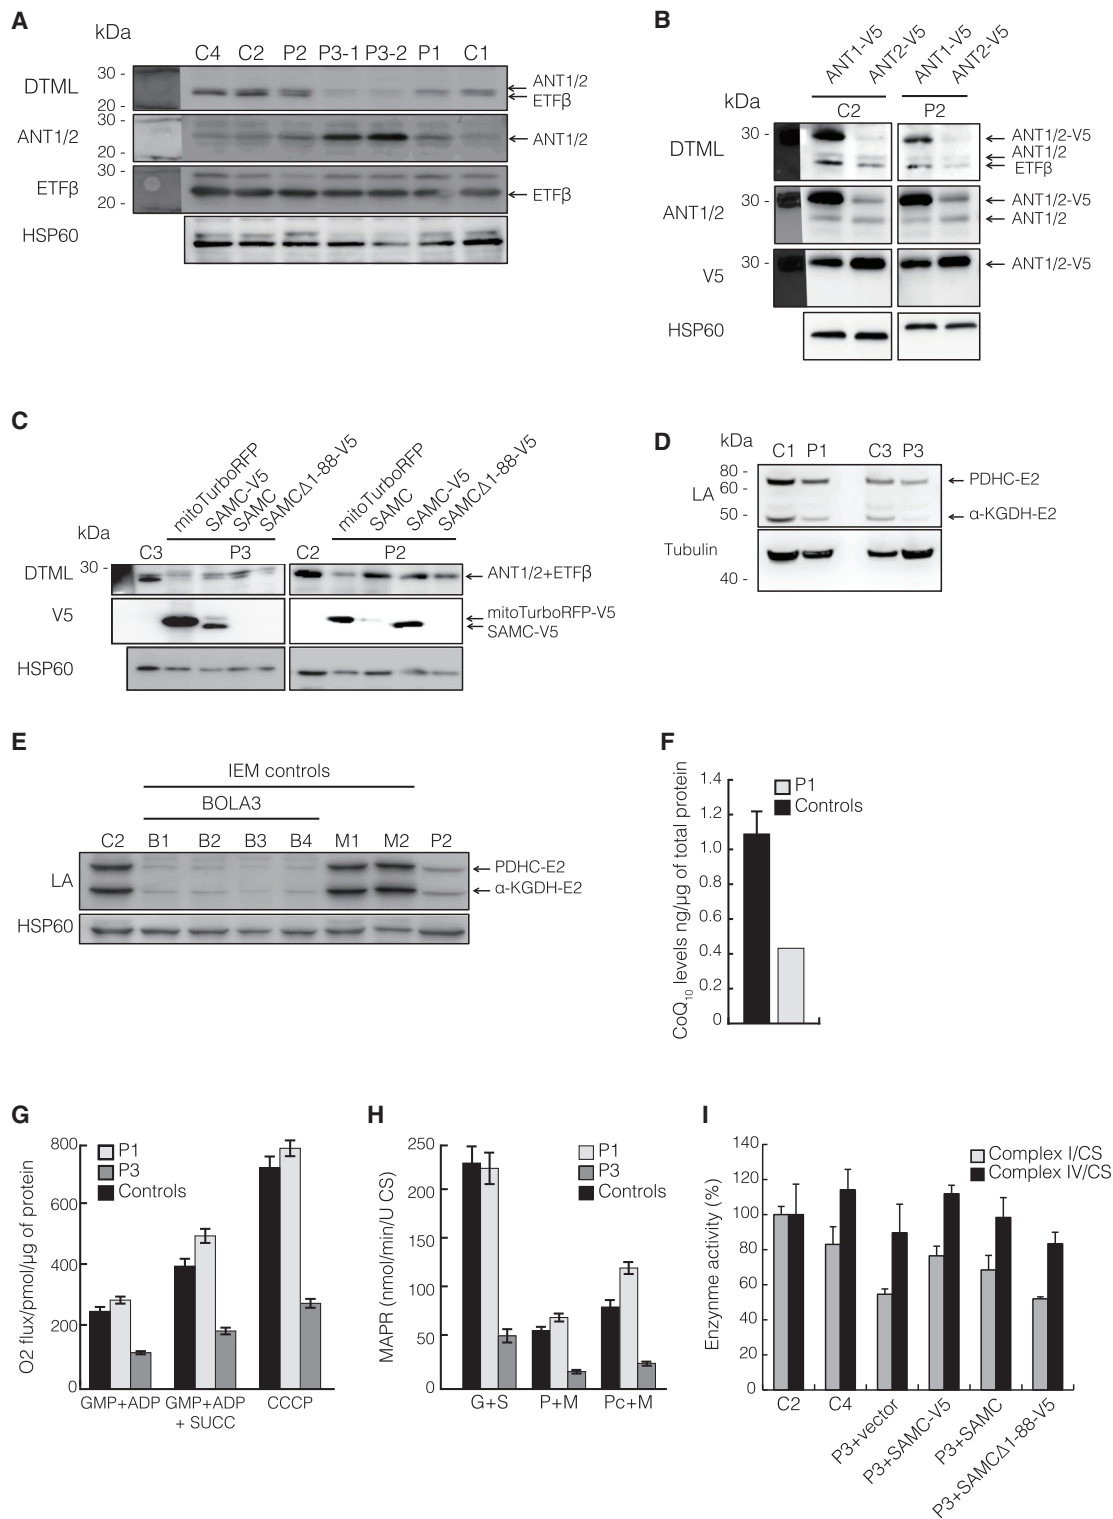 A
kDa
C4 C2 P2 P3-1 P3-2 P1 C1
DTML
30 -
20 -
ANT1/2
ETFβ
ANT1/2
30 -
20 -
ANT1/2
ETFβ
30 -
20 -
ETFβ
HSP60
B
ANT1-V5 ANT2-V5 ANT1-V5 ANT2-V5
kDa
C2 P2
DTML
30 -
ANT1/2-V5
ANT1/2
ETFβ
ANT1/2
30 -
ANT1/2-V5
ANT1/2
V5
30 -
ANT1/2-V5
HSP60
C
mitoTurboRFP SAMC-V5 SAMC SAMCΔ1-88-V5
mitoTurboRFP SAMC SAMC-V5 SAMCΔ1-88-V5
kDa
C3 P3 C2 P2
DTML
30 -
ANT1/2+ETFβ
V5
mitoTurboRFP-V5
SAMC-V5
HSP60
D
kDa
C1 P1 C3 P3
LA
80 -
60 -
50 -
PDHC-E2
α-KGDH-E2
Tubulin
40 -
E
IEM controls
BOLA3
C2 B1 B2 B3 B4 M1 M2 P2
LA
PDHC-E2
α-KGDH-E2
HSP60
F
CoQ10 levels ng/µg of total protein
1.4
1.2
1.0
0.8
0.6
0.4
0.2
0
P1
Controls
G
O2 flux/pmol/µg of protein
800
600
400
200
0
P1
P3
Controls
GMP+ADP
GMP+ADP
+ SUCC
CCCP
H
MAPR (nmol/min/U CS)
250
200
150
100
50
0
P1
P3
Controls
G+S P+M Pc+M
I
Enzynme activity (%)
140
120
100
80
60
40
20
0
Complex I/CS
Complex IV/CS
C2
C4
P3+vector
P3+SAMC-V5
P3+SAMC
P3+SAMCΔ1-88-V5